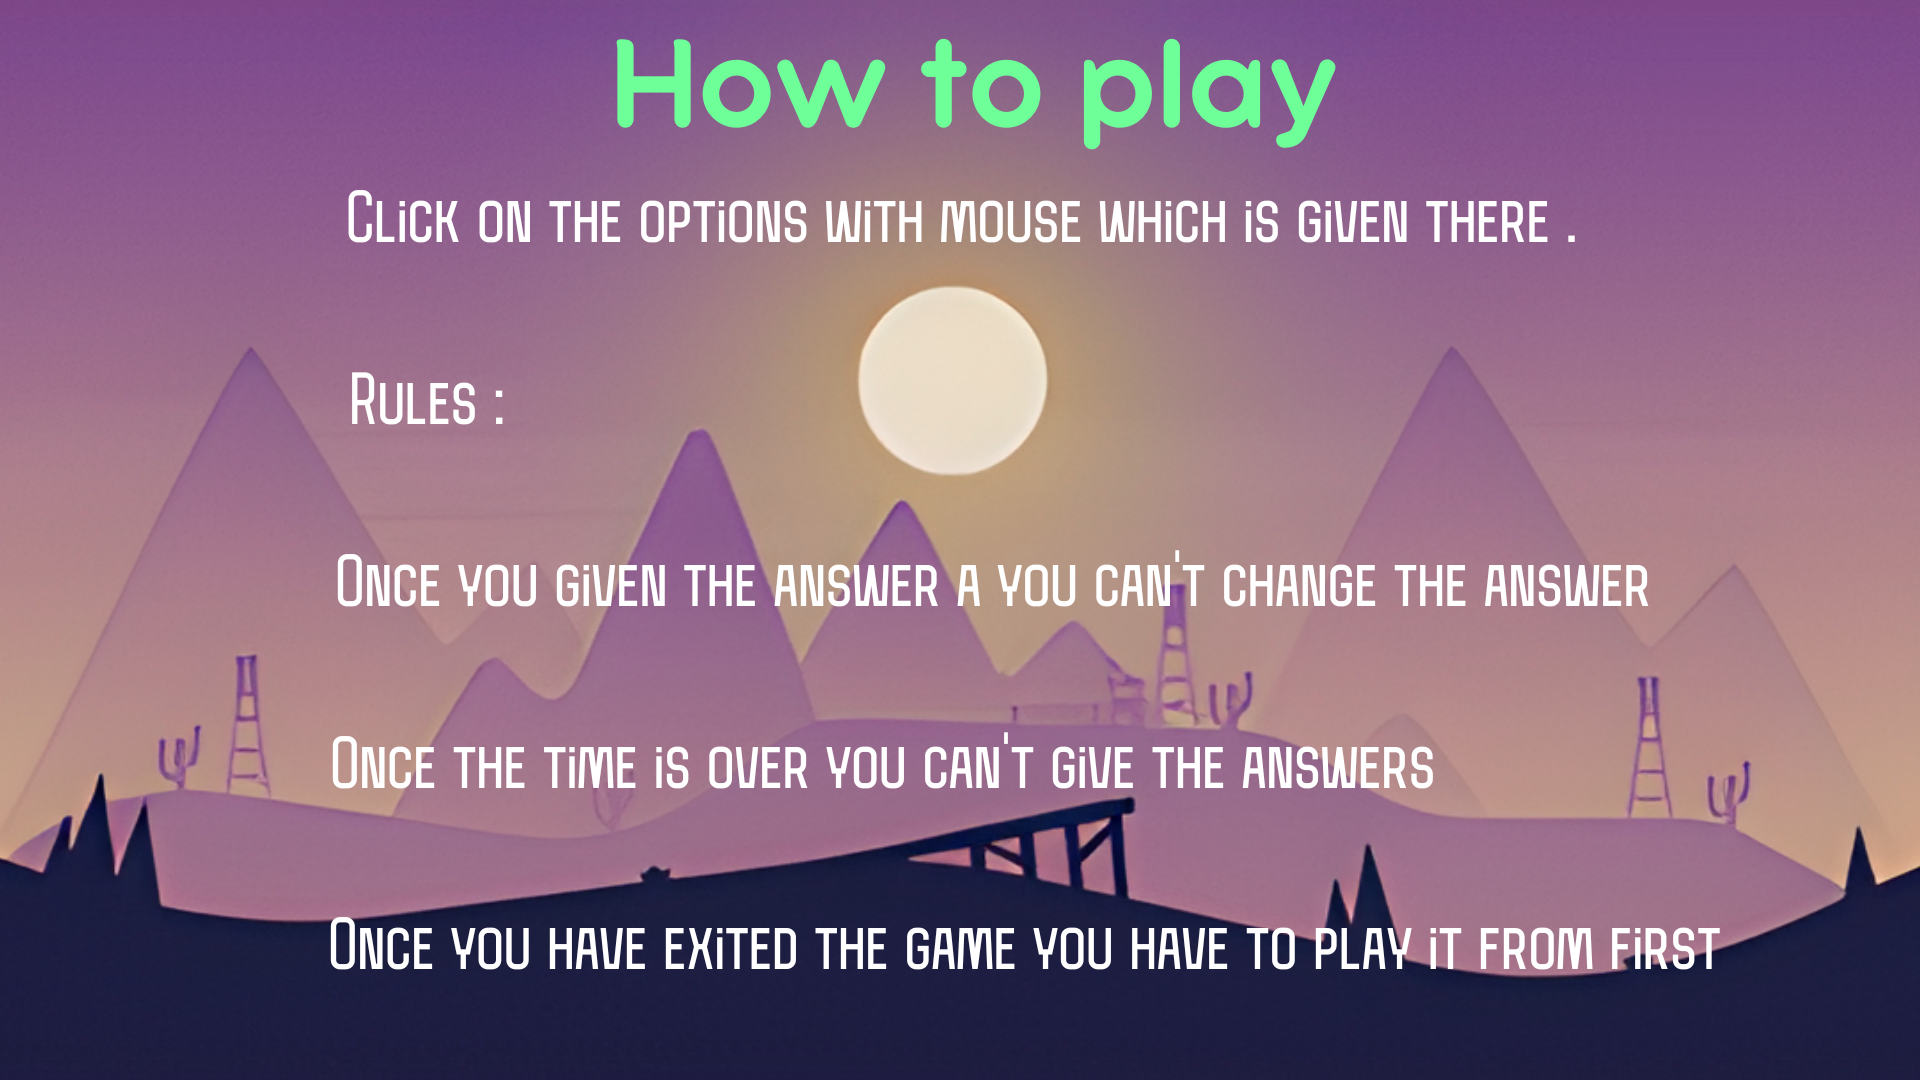 How to play
Click on the options with mouse which is given there .
Rules :
Once you given the answer a you can't change the answer
Once the time is over you can't give the answers
Once you have exited the game you have to play it from first